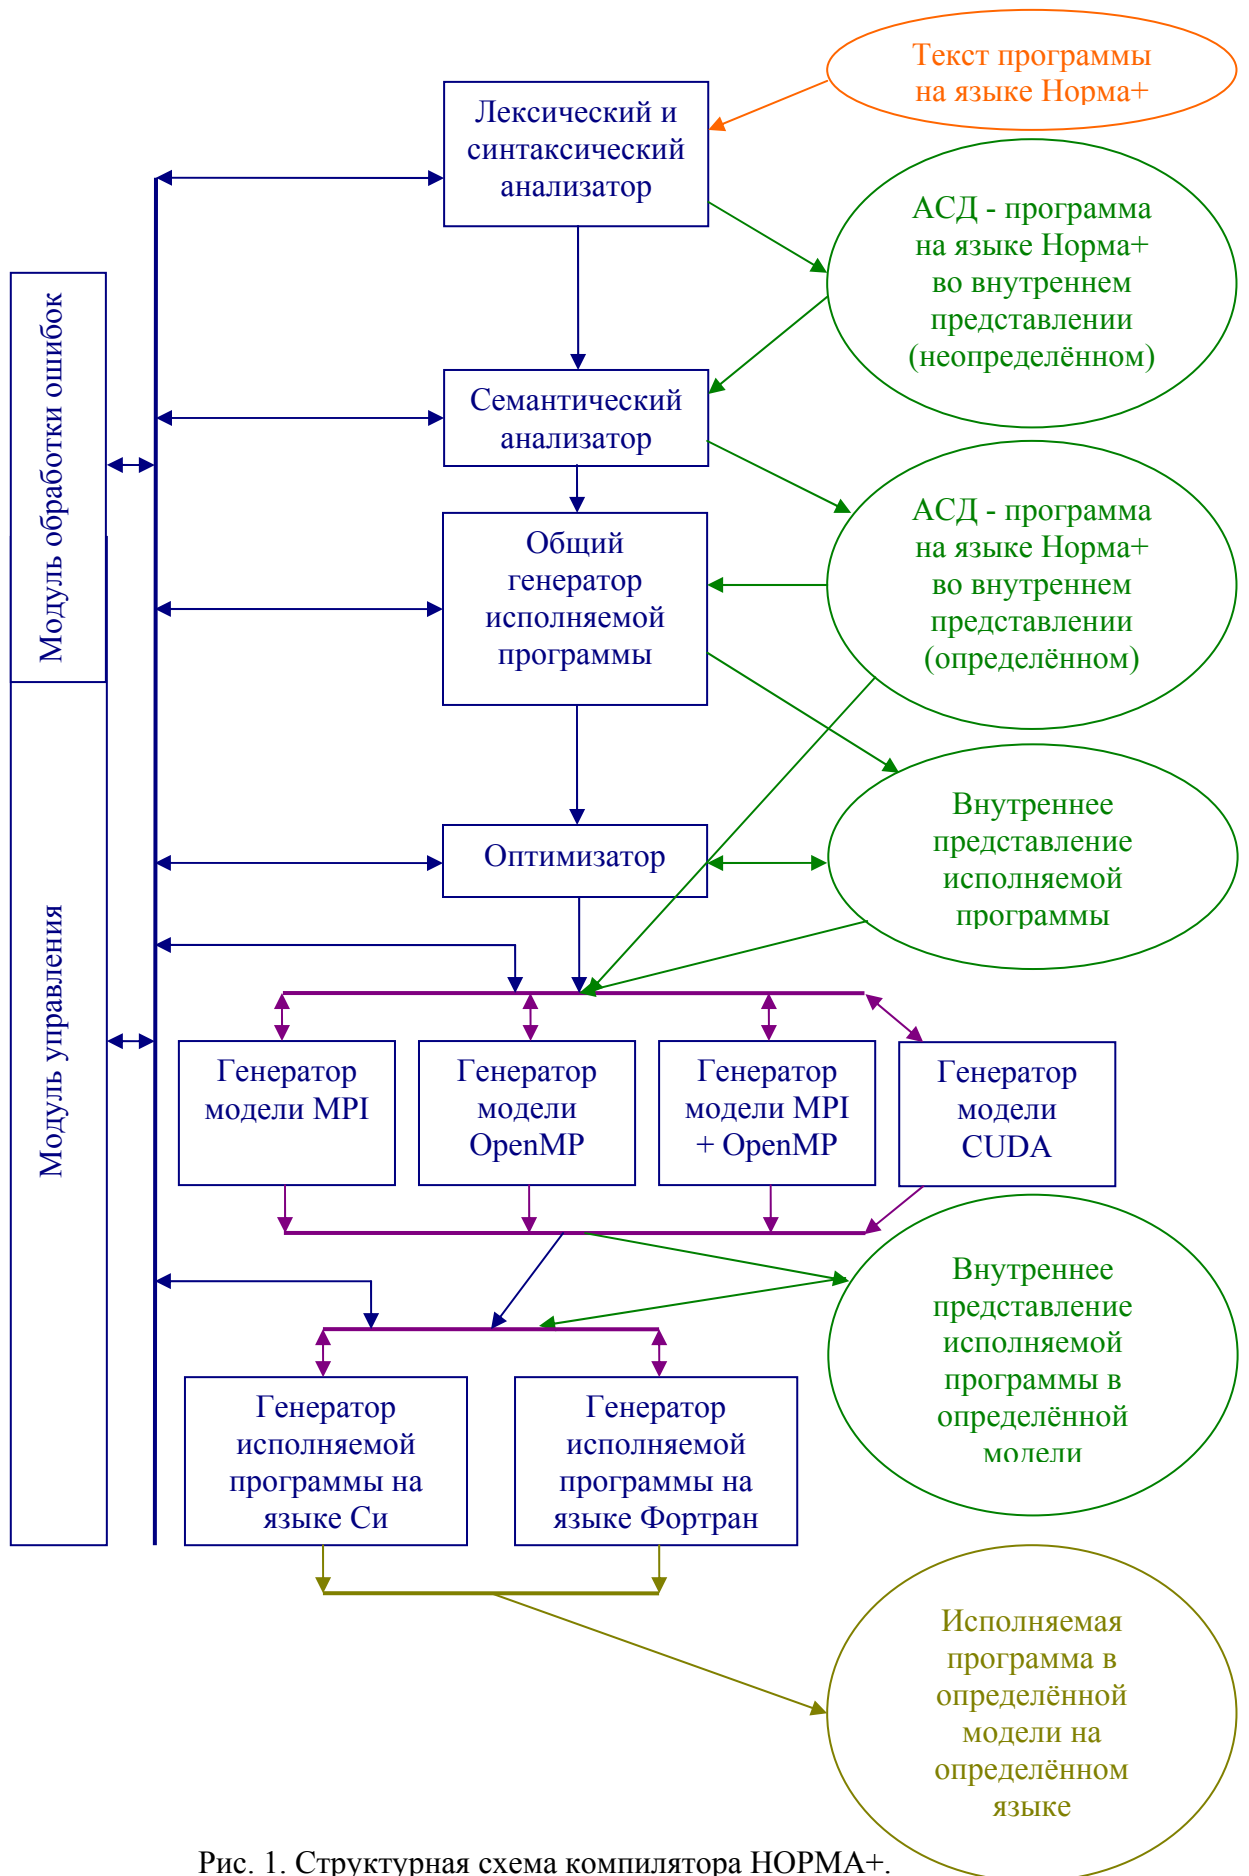 Текст программы
на языке Норма+
Лексический и
синтаксический
анализатор
АСД - программа
на языке Норма+
во внутреннем
представлении
(неопределённом)
Модуль обработки ошибок
Семантический
анализатор
АСД - программа
на языке Норма+
во внутреннем
представлении
(определённом)
Общий
генератор
исполняемой
программы
Внутреннее
представление
исполняемой
программы
Оптимизатор
Модуль управления
Генератор
модели MPI
Генератор
модели
OpenMP
Генератор
модели MPI
+ OpenMP
Генератор
модели
CUDA
Внутреннее
представление
исполняемой
программы в
определённой
модели
Генератор
исполняемой
программы на
языке Си
Генератор
исполняемой
программы на
языке Фортран
Исполняемая
программа в
определённой
модели на
определённом
языке
Рис. 1. Структурная схема компилятора НОРМА+.